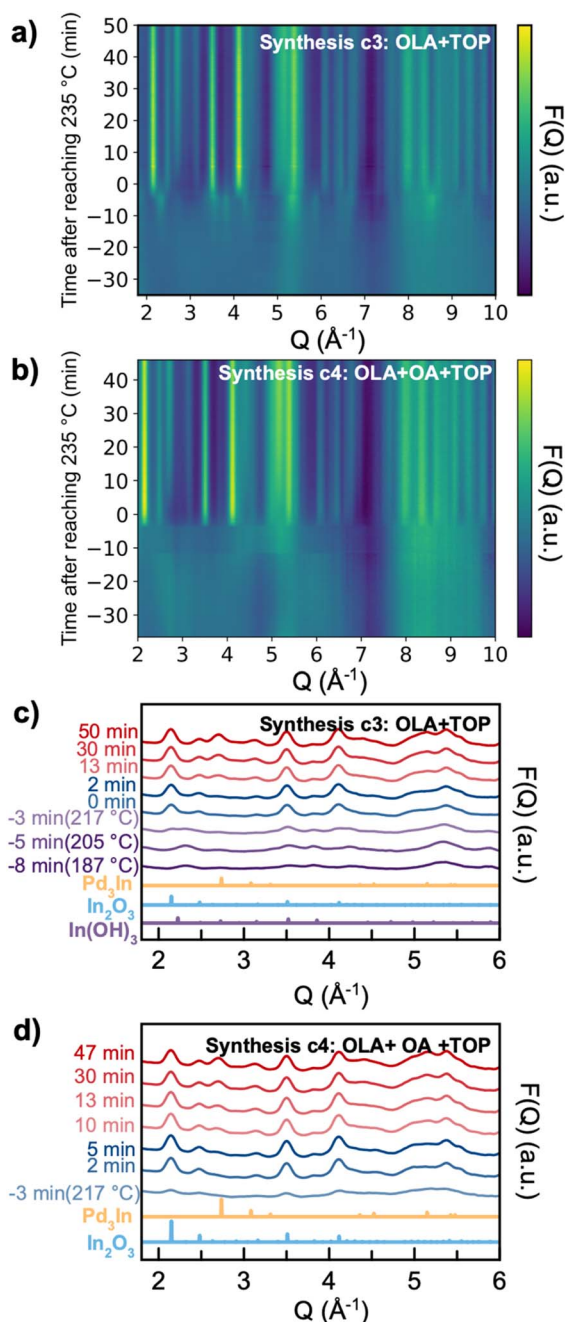 a)
Synthesis c3: OLA+TOP
Time after reaching 235 °C (min)
50
40
30
20
10
0
−10
−20
−30
2 3 4 5 6 7 8 9 10
Q (Å⁻¹)
F(Q) (a.u.)
b)
Synthesis c4: OLA+OA+TOP
Time after reaching 235 °C (min)
40
30
20
10
0
−10
−20
−30
2 3 4 5 6 7 8 9 10
Q (Å⁻¹)
F(Q) (a.u.)
c)
Synthesis c3: OLA+TOP
50 min
30 min
13 min
2 min
0 min
-3 min(217 °C)
-5 min(205 °C)
-8 min(187 °C)
Pd₃In
In₂O₃
In(OH)₃
2 3 4 5 6
Q (Å⁻¹)
F(Q) (a.u.)
d)
Synthesis c4: OLA+ OA +TOP
47 min
30 min
13 min
10 min
5 min
2 min
-3 min(217 °C)
Pd₃In
In₂O₃
2 3 4 5 6
Q (Å⁻¹)
F(Q) (a.u.)